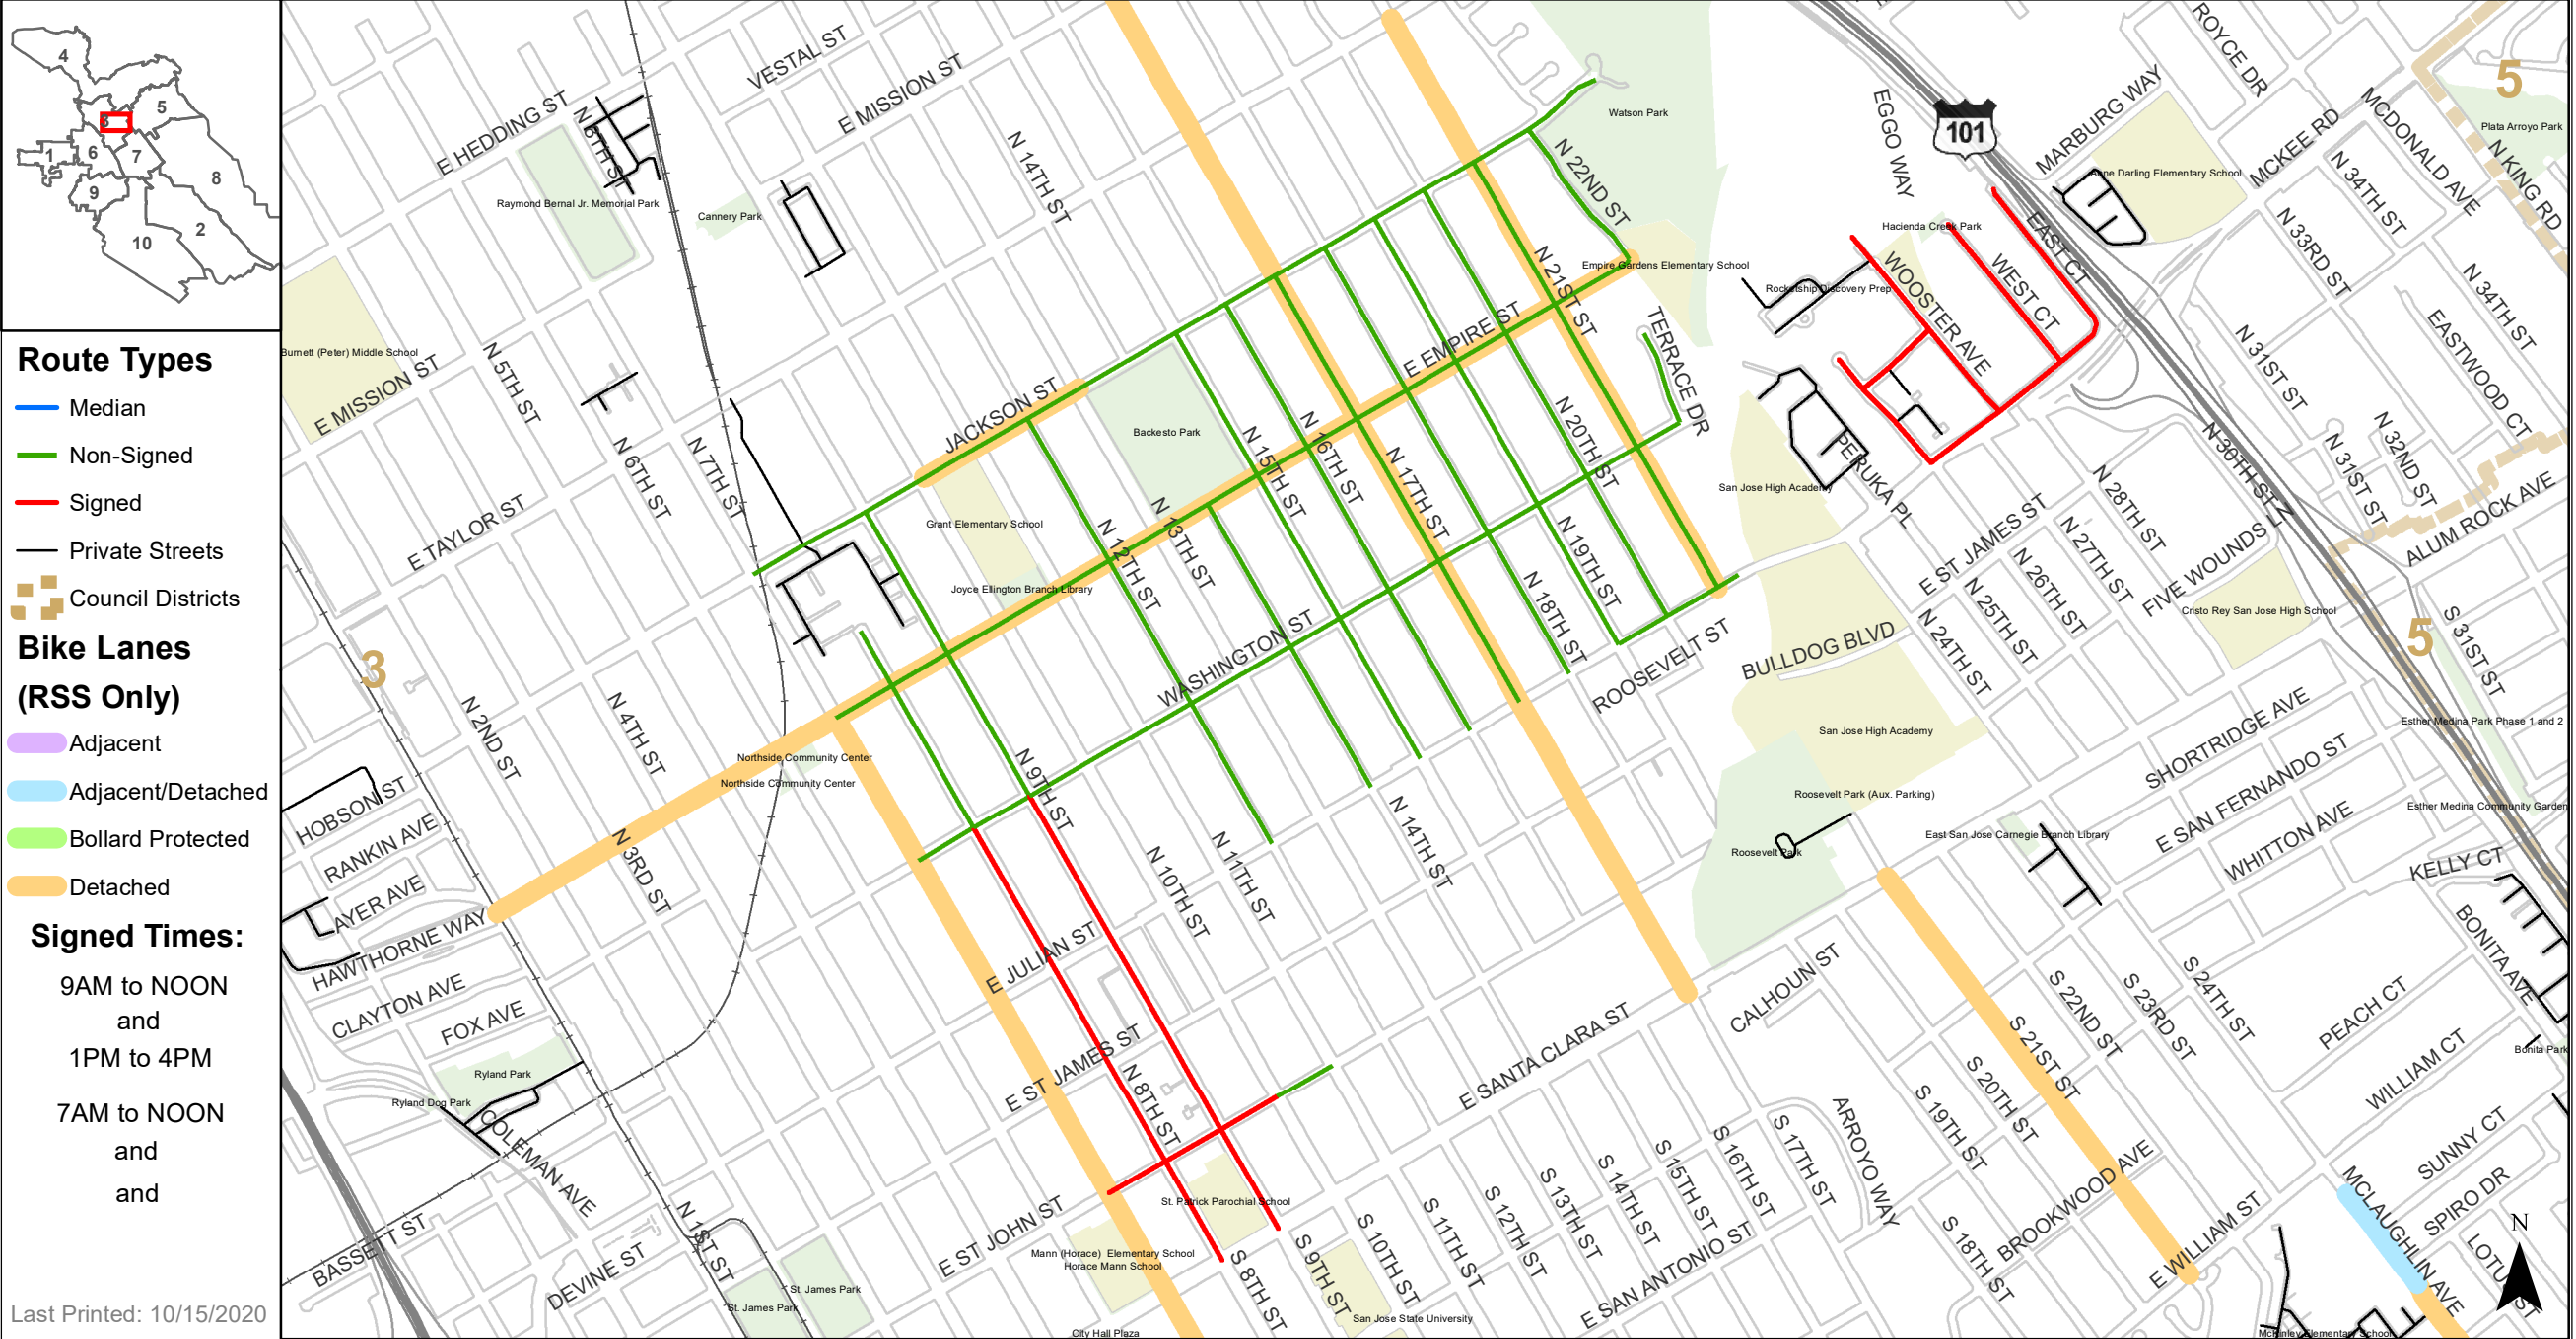 4
5
3
1
6
7
8
9
2
10
Route Types
Median
Non-Signed
Signed
Private Streets
Council Districts
Bike Lanes
(RSS Only)
Adjacent
Adjacent/Detached
Bollard Protected
Detached
Signed Times:
9AM to NOON
and
1PM to 4PM
7AM to NOON
and
and
Last Printed: 10/15/2020
VESTAL ST
E MISSION ST
E HEDDING ST
N 6TH ST
N 14TH ST
Raymond Bernal Jr. Memorial Park
Cannery Park
Watson Park
N 22ND ST
EGGO WAY
101
ROYCE DR
MARBURG WAY
MCKEE RD
MCDONALD AVE
5
Plata Arroyo Park
N KING RD
Anne Darling Elementary School
N 34TH ST
N 33RD ST
N 34TH ST
Hacienda Creek Park
EAST CT
WEST CT
WOOSTER AVE
Rocketship Discovery Prep
Empire Gardens Elementary School
N 21ST ST
TERRACE DR
E EMPIRE ST
Burnett (Peter) Middle School
E MISSION ST
N 5TH ST
N 6TH ST
N 7TH ST
E TAYLOR ST
JACKSON ST
Backesto Park
Grant Elementary School
Joyce Ellington Branch Library
N 12TH ST
N 13TH ST
N 15TH ST
N 16TH ST
N 17TH ST
N 20TH ST
N 19TH ST
N 18TH ST
San Jose High Academy
PERUKA PL
N 31ST ST
EASTWOOD CT
N 32ND ST
N 31ST ST
N 30TH ST
ALUM ROCK AVE
N 28TH ST
N 27TH ST
FIVE WOUNDS LN
E ST JAMES ST
N 26TH ST
N 25TH ST
N 24TH ST
Cristo Rey San Jose High School
5
S 31ST ST
3
N 2ND ST
N 4TH ST
WASHINGTON ST
ROOSEVELT ST
BULLDOG BLVD
San Jose High Academy
Esther Medina Park Phase 1 and 2
Northside Community Center
Northside Community Center
N 9TH ST
N 14TH ST
Roosevelt Park (Aux. Parking)
Roosevelt Park
SHORTRIDGE AVE
E SAN FERNANDO ST
WHITTON AVE
Esther Medina Community Garden
East San Jose Carnegie Branch Library
KELLY CT
HOBSON ST
RANKIN AVE
AYER AVE
HAWTHORNE WAY
CLAYTON AVE
FOX AVE
N 3RD ST
N 10TH ST
N 11TH ST
E JULIAN ST
E ST JAMES ST
N 8TH ST
E SANTA CLARA ST
CALHOUN ST
BONITA AVE
Bonita Park
S 24TH ST
S 23RD ST
S 22ND ST
S 21ST ST
S 20TH ST
S 19TH ST
S 18TH ST
PEACH CT
WILLIAM CT
SUNNY CT
SPIRO DR
LOTUS ST
Ryland Park
Ryland Dog Park
COLEMAN AVE
BASSETT ST
DEVINE ST
N 1ST ST
St. James Park
St. James Park
E ST JOHN ST
St. Patrick Parochial School
Mann (Horace) Elementary School
Horace Mann School
City Hall Plaza
S 8TH ST
S 9TH ST
S 10TH ST
S 11TH ST
S 12TH ST
S 13TH ST
S 14TH ST
S 15TH ST
S 16TH ST
S 17TH ST
ARROYO WAY
San Jose State University
E SAN ANTONIO ST
BROOKWOOD AVE
E WILLIAM ST
MCLAUGHLIN AVE
McKinley Elementary School
N